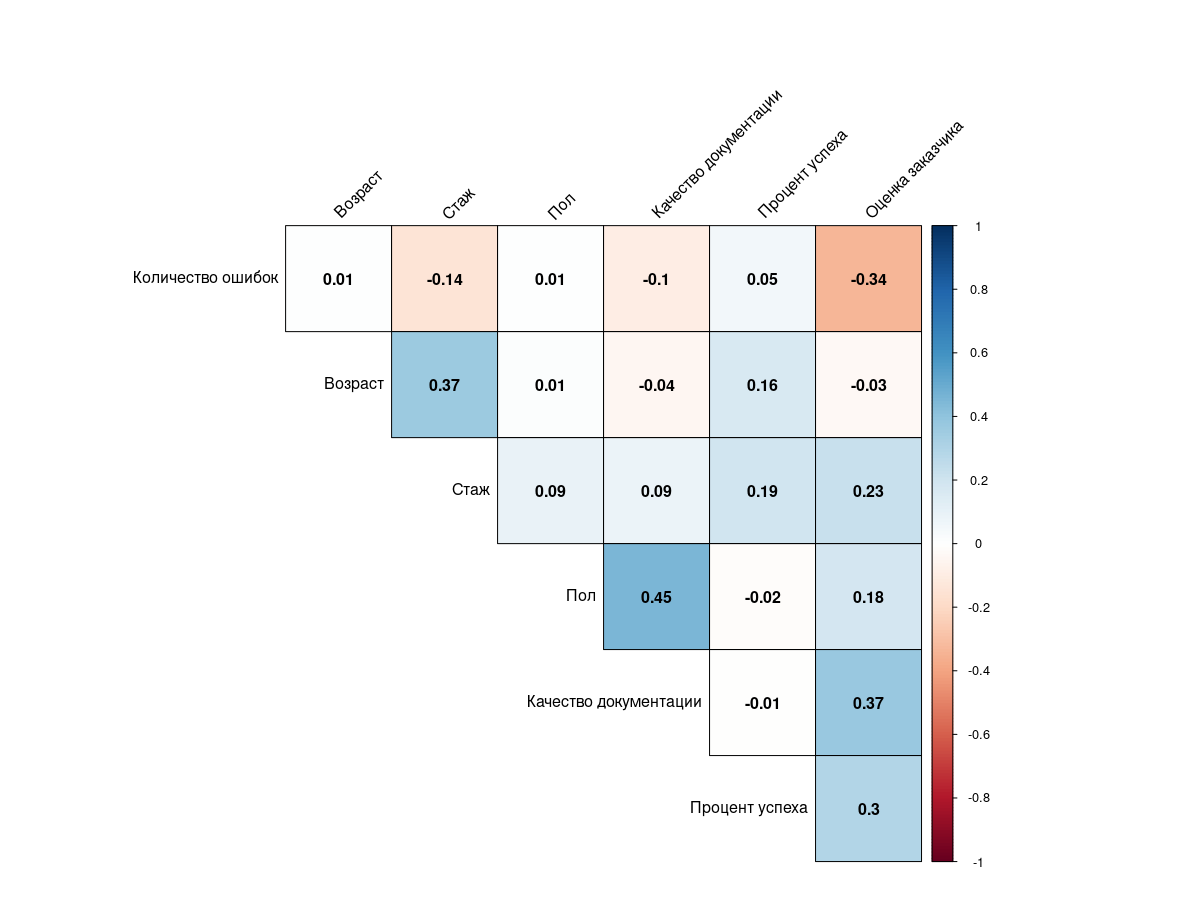 Возраст
Стаж
Пол
Качество документации
Процент успеха
Оценка заказчика
Количество ошибок 0.01 -0.14 0.01 -0.1 0.05 -0.34
Возраст 0.37 0.01 -0.04 0.16 -0.03
Стаж 0.09 0.09 0.19 0.23
Пол 0.45 -0.02 0.18
Качество документации -0.01 0.37
Процент успеха 0.3
1
0.8
0.6
0.4
0.2
0
-0.2
-0.4
-0.6
-0.8
-1